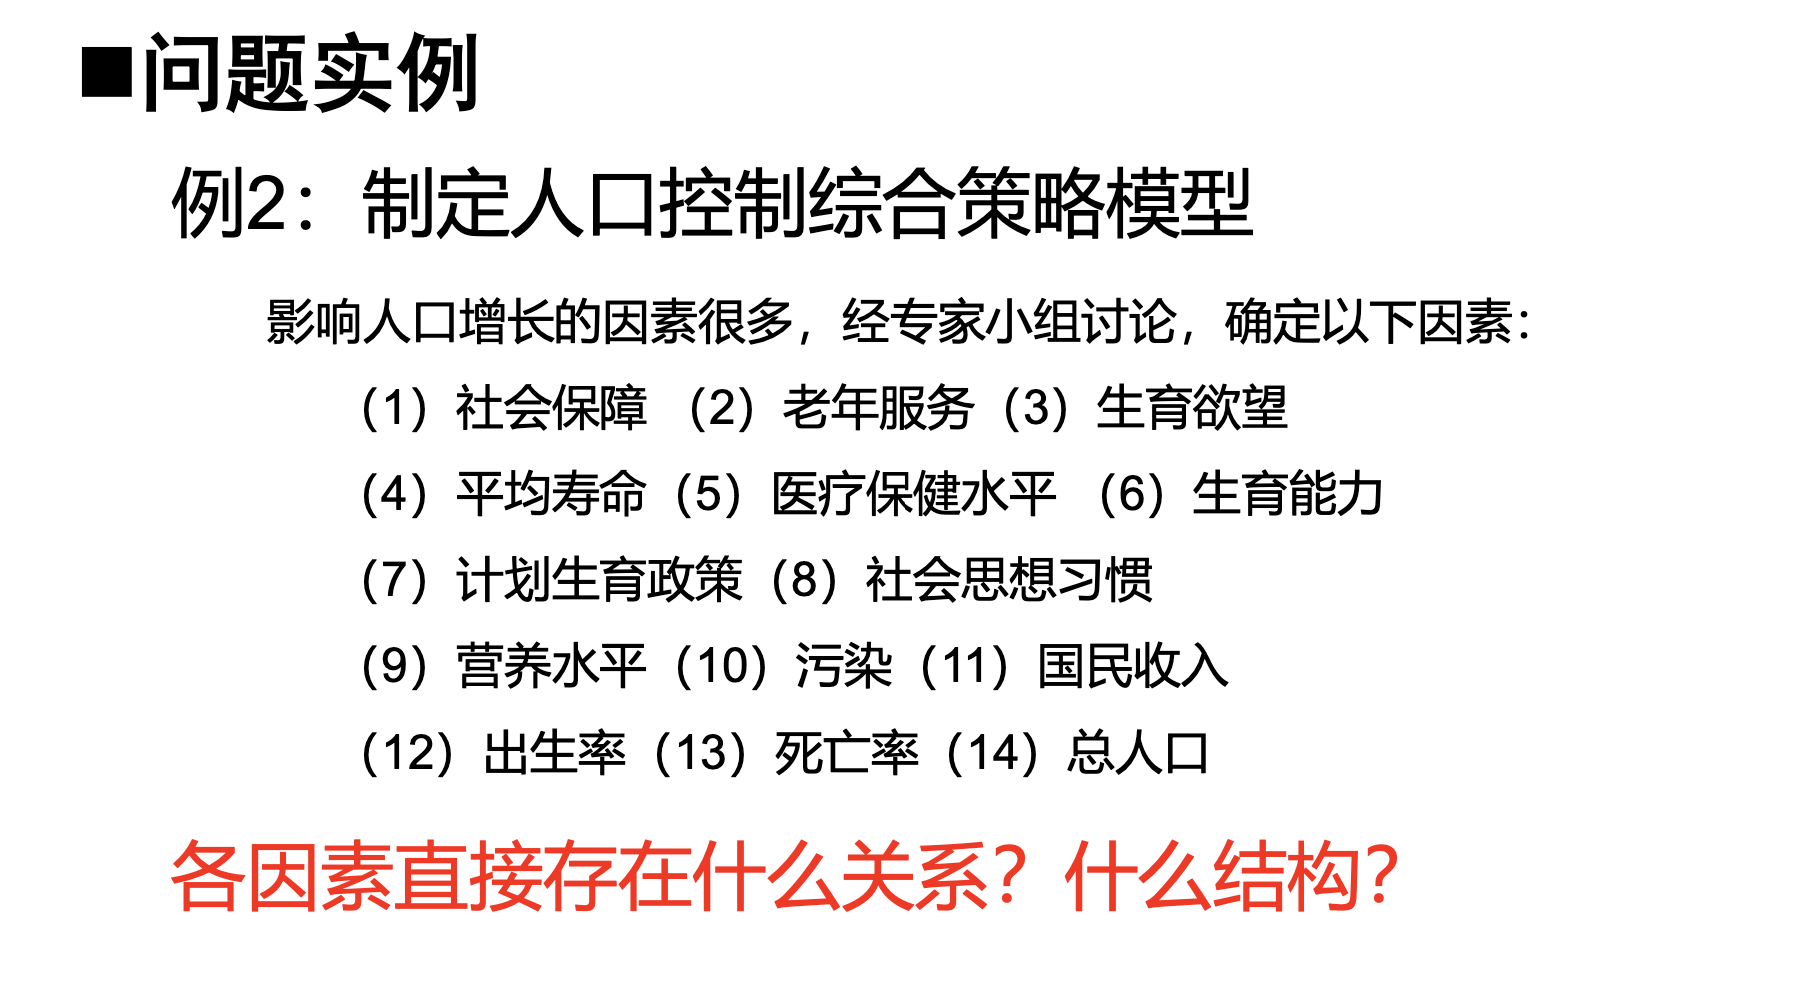 ■问题实例
例2：制定人口控制综合策略模型
影响人口增长的因素很多，经专家小组讨论，确定以下因素：
（1）社会保障 （2）老年服务（3）生育欲望
（4）平均寿命（5）医疗保健水平 （6）生育能力
（7）计划生育政策（8）社会思想习惯
（9）营养水平（10）污染（11）国民收入
（12）出生率（13）死亡率（14）总人口
各因素直接存在什么关系？什么结构？